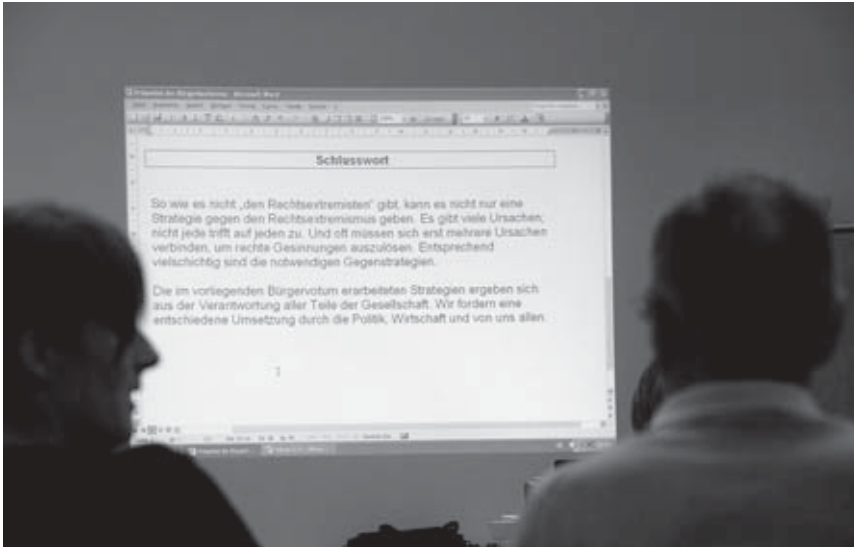 Microsoft Word
Schlusswort
So wie es nicht „den Rechtsextremisten“ gibt, kann es nicht nur eine
Strategie gegen den Rechtsextremismus geben. Es gibt viele Ursachen,
nicht jede trifft auf jeden zu. Und oft müssen sich erst mehrere Ursachen
verbinden, um rechte Gesinnungen auszulösen. Entsprechend
vielschichtig sind die notwendigen Gegenstrategien.
Die im vorliegenden Bürgervotum erarbeiteten Strategien ergeben sich
aus der Verantwortung aller Teile der Gesellschaft. Wir fordern eine
entschiedene Umsetzung durch die Politik, Wirtschaft und von uns allen.